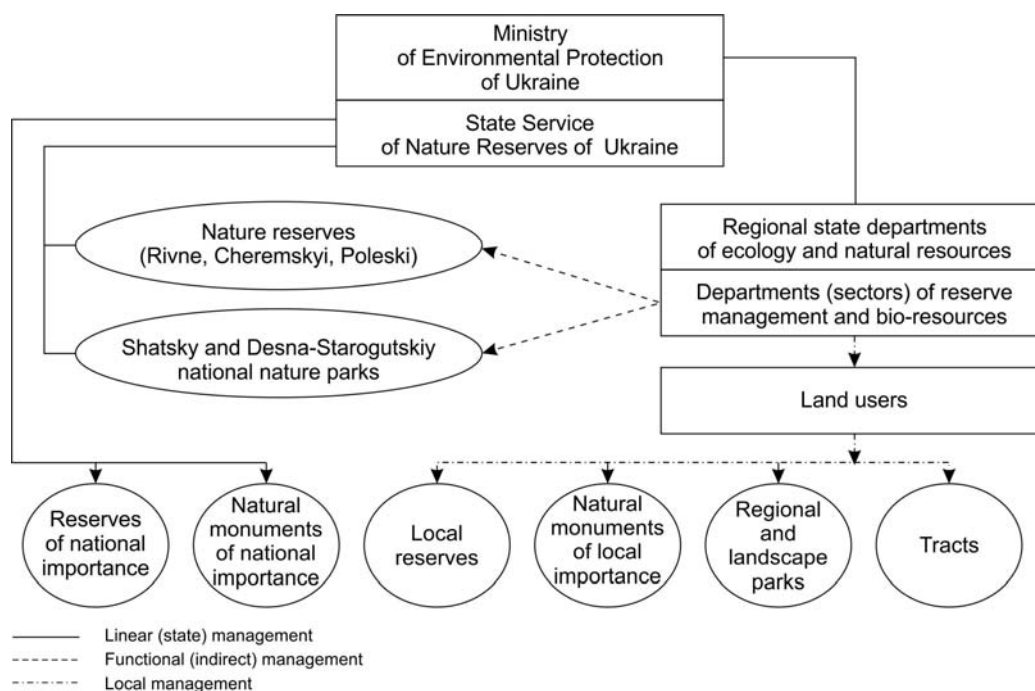 Ministry
of Environmental Protection
of Ukraine
State Service
of Nature Reserves of Ukraine
Nature reserves
(Rivne, Cheremskyi, Poleski)
Regional state departments
of ecology and natural resources
Departments (sectors) of reserve
management and bio-resources
Shatsky and Desna-Starogutskiy
national nature parks
Land users
Reserves
of national
importance
Natural
monuments
of national
importance
Local
reserves
Natural
monuments
of local
importance
Regional
and
landscape
parks
Tracts
Linear (state) management
Functional (indirect) management
Local management